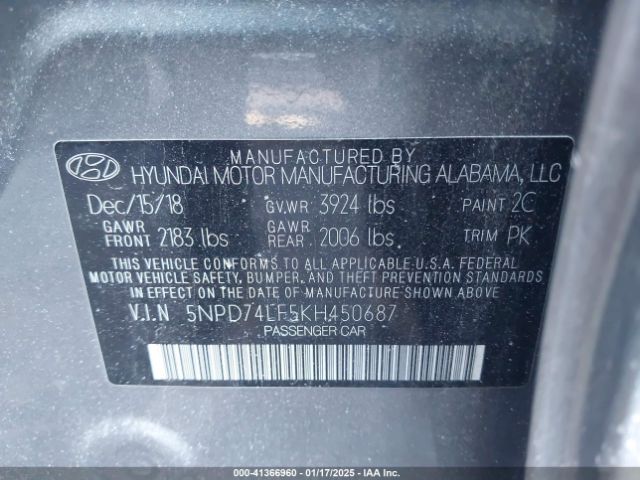 MANUFACTURED BY
HYUNDAI MOTOR MANUFACTURING ALABAMA, LLC
Dec/15/18 GVWR 3924 lbs PAINT 2C
GAWR FRONT 2183 lbs GAWR REAR 2006 lbs TRIM PK
THIS VEHICLE CONFORMS TO ALL APPLICABLE U.S.A. FEDERAL
MOTOR VEHICLE SAFETY, BUMPER, AND THEFT PREVENTION STANDARDS
IN EFFECT ON THE DATE OF MANUFACTURE SHOWN ABOVE.
V.I.N 5NPD74LF5KH450687
PASSENGER CAR
000-41366960 - 01/17/2025 - IAA Inc.